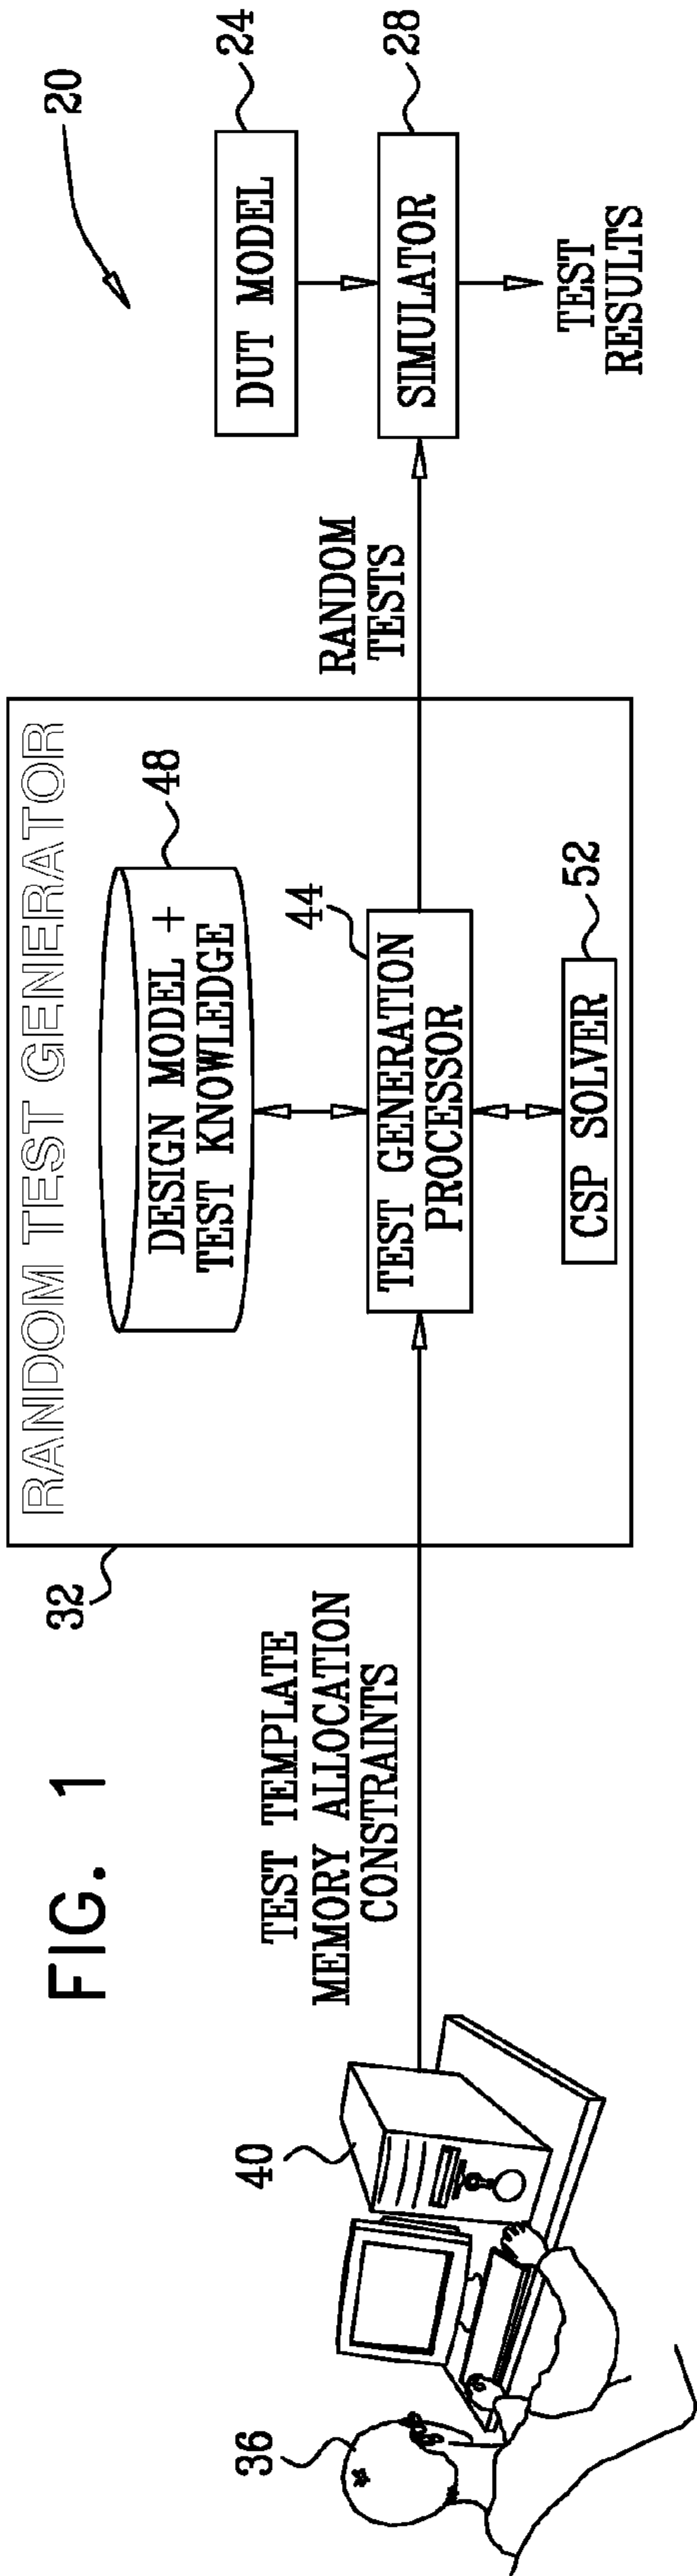 FIG. 1
20
32
RANDOM TEST GENERATOR
36
40
TEST TEMPLATE
MEMORY ALLOCATION
CONSTRAINTS
DESIGN MODEL +
TEST KNOWLEDGE
48
44
TEST GENERATION
PROCESSOR
CSP SOLVER
52
RANDOM
TESTS
DUT MODEL
24
SIMULATOR
28
TEST
RESULTS